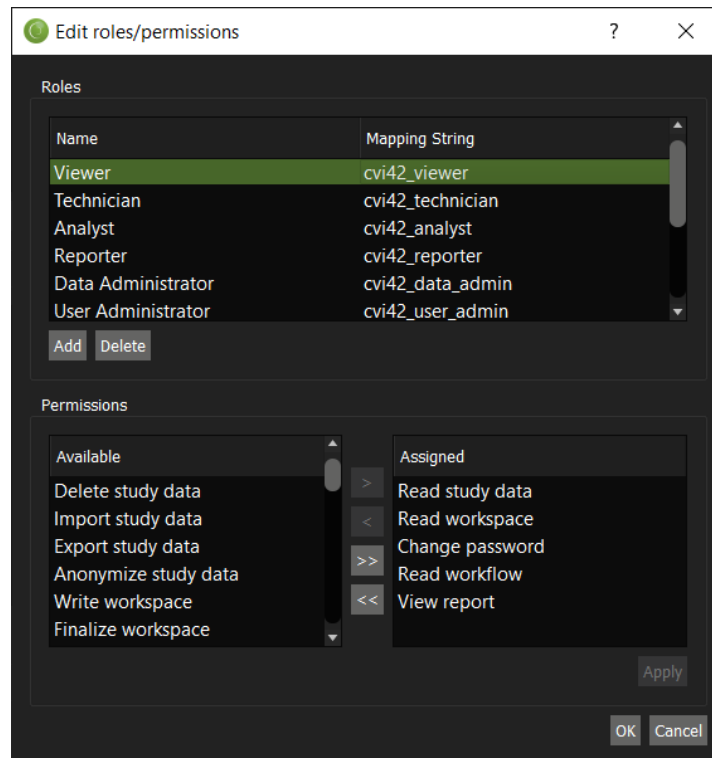 Edit roles/permissions ? ×
Roles
Name Mapping String
Viewer cvi42_viewer
Technician cvi42_technician
Analyst cvi42_analyst
Reporter cvi42_reporter
Data Administrator cvi42_data_admin
User Administrator cvi42_user_admin
Add Delete
Permissions
Available Assigned
Delete study data > Read study data
Import study data < Read workspace
Export study data Change password
Anonymize study data >> Read workflow
Write workspace << View report
Finalize workspace
Apply
OK Cancel